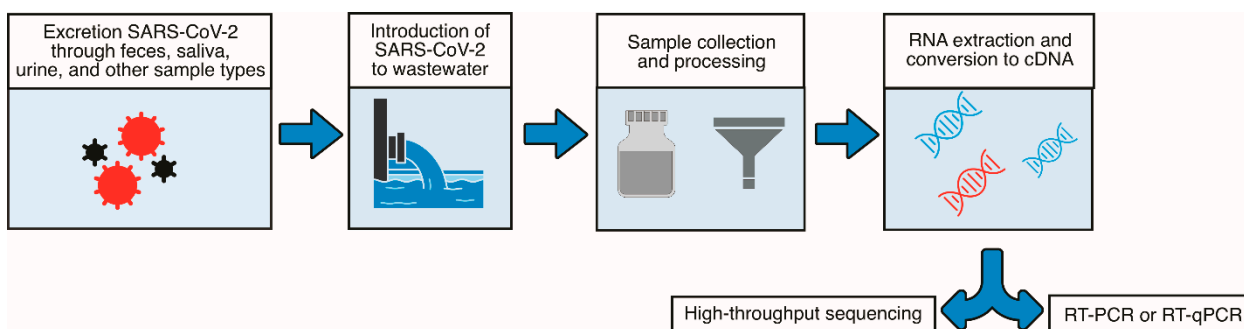 Excretion SARS-CoV-2
through feces, saliva,
urine, and other sample types
Introduction of
SARS-CoV-2
to wastewater
Sample collection
and processing
RNA extraction and
conversion to cDNA
High-throughput sequencing
RT-PCR or RT-qPCR